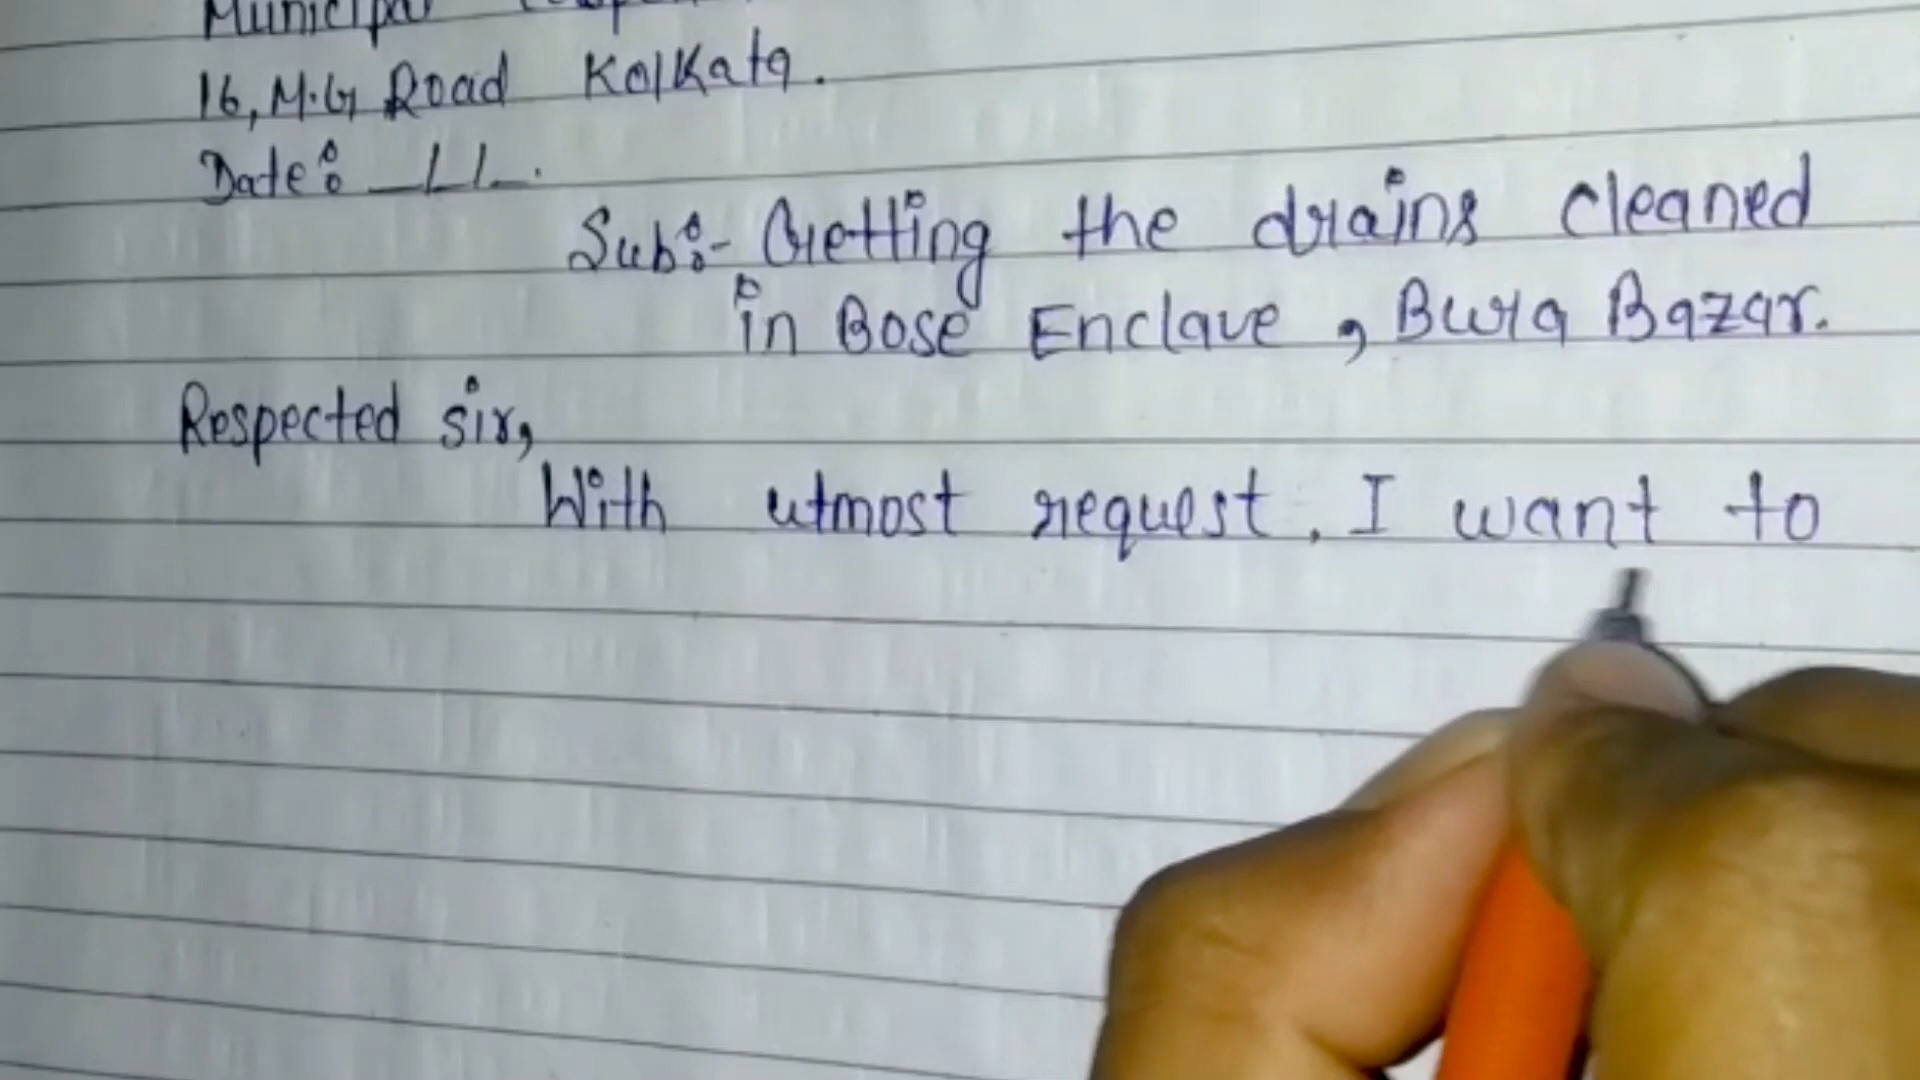 Municipal
16, M.G Road Kolkata.
Date: _/_/_.
Sub:- Getting the drains cleaned
in Bose Enclave, Bura Bazar.
Respected sir,
With utmost request, I want to